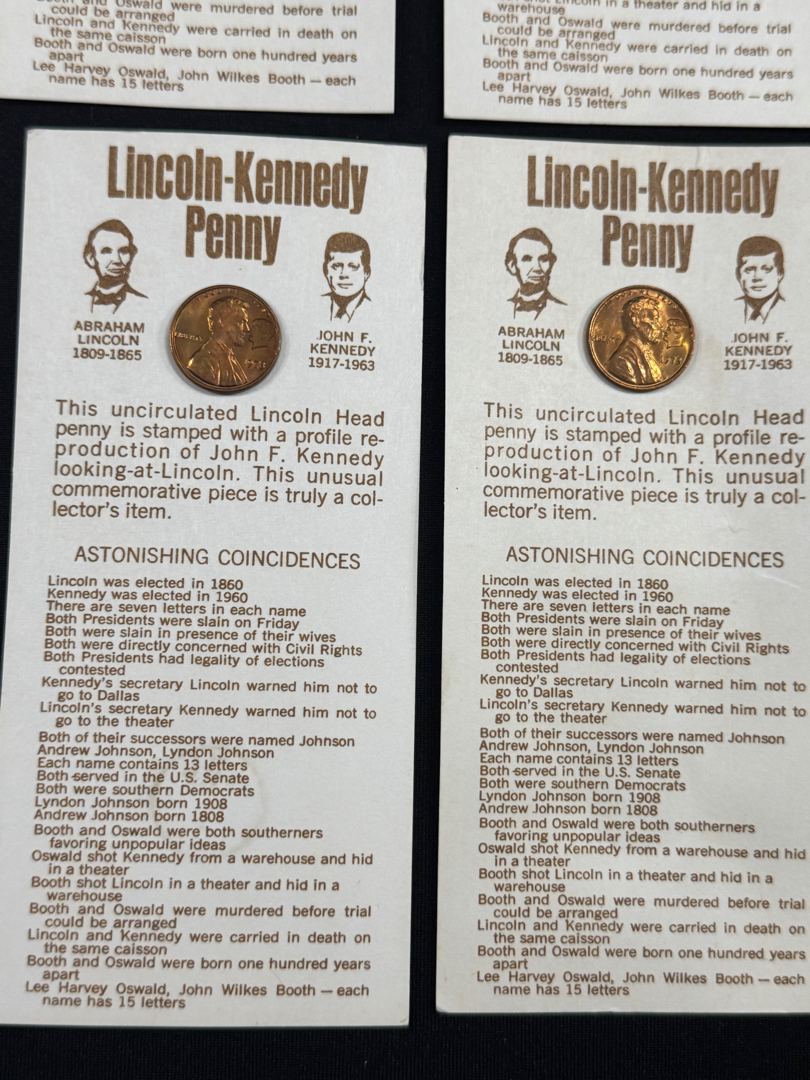 Booth and Oswald were murdered before trial
could be arranged
Lincoln and Kennedy were carried in death on
the same caisson
Booth and Oswald were born one hundred years
apart
Lee Harvey Oswald, John Wilkes Booth — each
name has 15 letters
shot Lincoln in a theater and hid in a
warehouse
Booth and Oswald were murdered before trial
could be arranged
Lincoln and Kennedy were carried in death on
the same caisson
Booth and Oswald were born one hundred years
apart
Lee Harvey Oswald, John Wilkes Booth — each
name has 15 letters
Lincoln-Kennedy
Penny
ABRAHAM
LINCOLN
1809-1865
JOHN F.
KENNEDY
1917-1963
This uncirculated Lincoln Head
penny is stamped with a profile re-
production of John F. Kennedy
looking-at-Lincoln. This unusual
commemorative piece is truly a col-
lector's item.
ASTONISHING COINCIDENCES
Lincoln was elected in 1860
Kennedy was elected in 1960
There are seven letters in each name
Both Presidents were slain on Friday
Both were slain in presence of their wives
Both were directly concerned with Civil Rights
Both Presidents had legality of elections
contested
Kennedy's secretary Lincoln warned him not to
go to Dallas
Lincoln's secretary Kennedy warned him not to
go to the theater
Both of their successors were named Johnson
Andrew Johnson, Lyndon Johnson
Each name contains 13 letters
Both served in the U.S. Senate
Both were southern Democrats
Lyndon Johnson born 1908
Andrew Johnson born 1808
Booth and Oswald were both southerners
favoring unpopular ideas
Oswald shot Kennedy from a warehouse and hid
in a theater
Booth shot Lincoln in a theater and hid in a
warehouse
Booth and Oswald were murdered before trial
could be arranged
Lincoln and Kennedy were carried in death on
the same caisson
Booth and Oswald were born one hundred years
apart
Lee Harvey Oswald, John Wilkes Booth — each
name has 15 letters
Lincoln-Kennedy
Penny
ABRAHAM
LINCOLN
1809-1865
JOHN F.
KENNEDY
1917-1963
This uncirculated Lincoln Head
penny is stamped with a profile re-
production of John F. Kennedy
looking-at-Lincoln. This unusual
commemorative piece is truly a col-
lector's item.
ASTONISHING COINCIDENCES
Lincoln was elected in 1860
Kennedy was elected in 1960
There are seven letters in each name
Both Presidents were slain on Friday
Both were slain in presence of their wives
Both were directly concerned with Civil Rights
Both Presidents had legality of elections
contested
Kennedy's secretary Lincoln warned him not to
go to Dallas
Lincoln's secretary Kennedy warned him not to
go to the theater
Both of their successors were named Johnson
Andrew Johnson, Lyndon Johnson
Each name contains 13 letters
Both served in the U.S. Senate
Both were southern Democrats
Lyndon Johnson born 1908
Andrew Johnson born 1808
Booth and Oswald were both southerners
favoring unpopular ideas
Oswald shot Kennedy from a warehouse and hid
in a theater
Booth shot Lincoln in a theater and hid in a
warehouse
Booth and Oswald were murdered before trial
could be arranged
Lincoln and Kennedy were carried in death on
the same caisson
Booth and Oswald were born one hundred years
apart
Lee Harvey Oswald, John Wilkes Booth — each
name has 15 letters